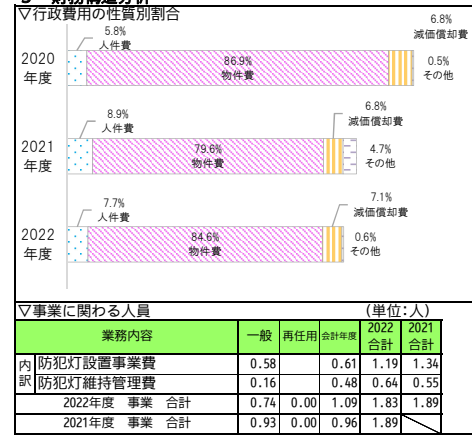 ▽行政費用の性質別割合
5.8%
人件費
6.8%
減価償却費
2020
年度
86.9%
物件費
0.5%
その他
8.9%
人件費
6.8%
減価償却費
2021
年度
79.6%
物件費
4.7%
その他
7.7%
人件費
7.1%
減価償却費
2022
年度
84.6%
物件費
0.6%
その他
▽事業に関わる人員 (単位:人)
業務内容 一般 再任用 会計年度 2022合計 2021合計
内訳 防犯灯設置事業費 0.58 0.61 1.19 1.34
防犯灯維持管理費 0.16 0.48 0.64 0.55
2022年度 事業 合計 0.74 0.00 1.09 1.83 1.89
2021年度 事業 合計 0.93 0.00 0.96 1.89